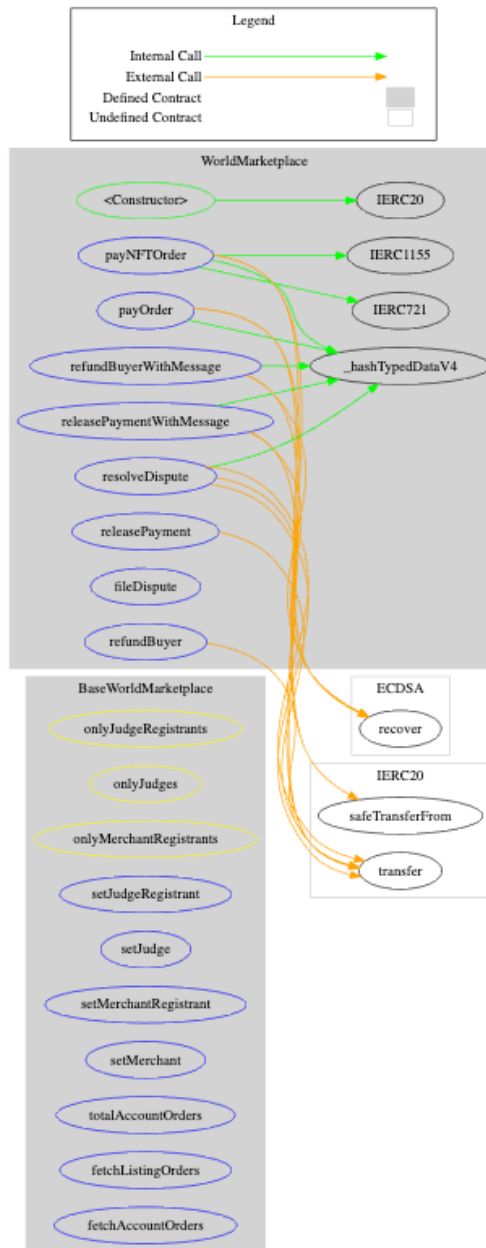 Legend
Internal Call
External Call
Defined Contract
Undefined Contract
WorldMarketplace
<Constructor>
IERC20
payNFTOrder
IERC1155
payOrder
IERC721
refundBuyerWithMessage
_hashTypedDataV4
releasePaymentWithMessage
resolveDispute
releasePayment
fileDispute
refundBuyer
BaseWorldMarketplace
ECDSA
onlyJudgeRegistrants
recover
onlyJudges
IERC20
safeTransferFrom
onlyMerchantRegistrants
transfer
setJudgeRegistrant
setJudge
setMerchantRegistrant
setMerchant
totalAccountOrders
fetchListingOrders
fetchAccountOrders